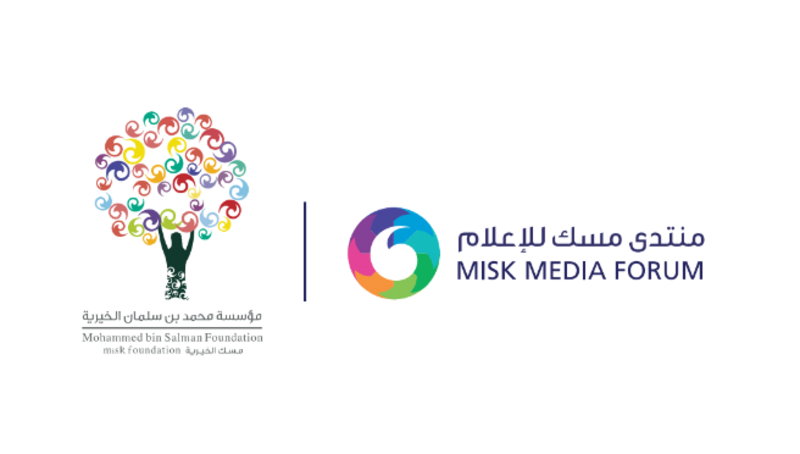 مؤسسة محمد بن سلمان الخيرية
Mohammed bin Salman Foundation
misk foundation مسك الخيرية
منتدى مسك للإعلام
MISK MEDIA FORUM